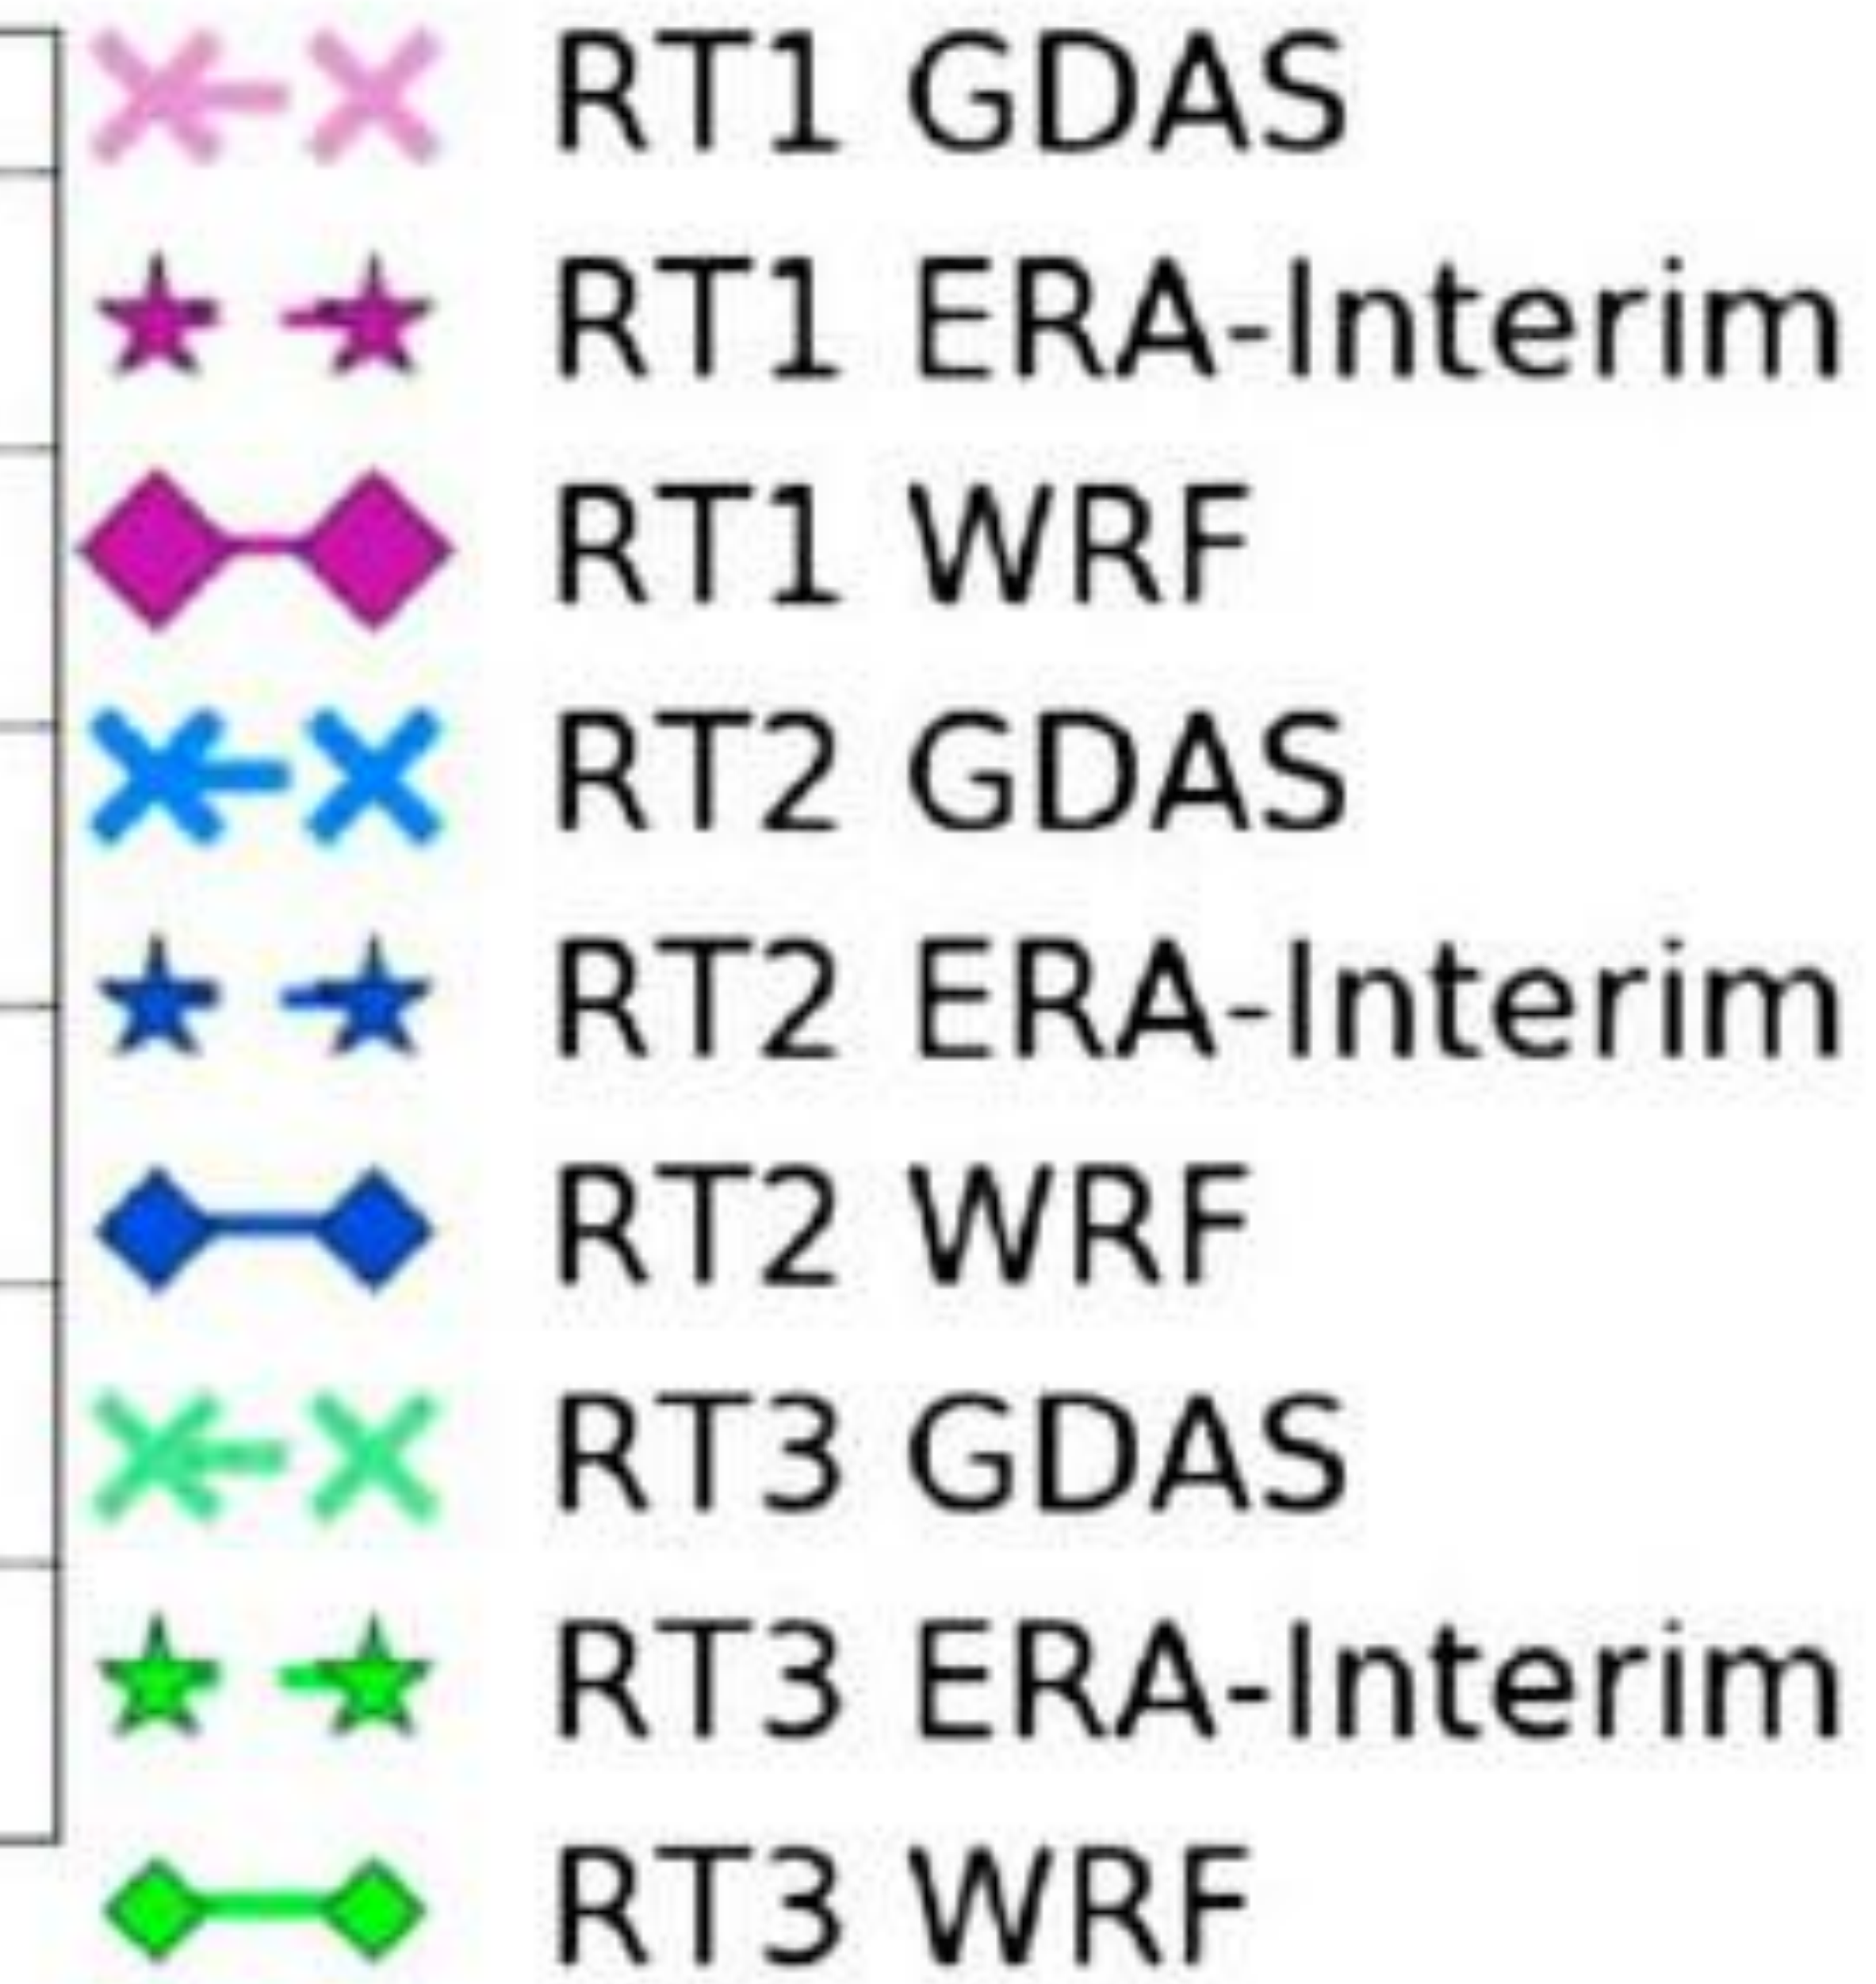 RT1 GDAS
RT1 ERA-Interim
RT1 WRF
RT2 GDAS
RT2 ERA-Interim
RT2 WRF
RT3 GDAS
RT3 ERA-Interim
RT3 WRF